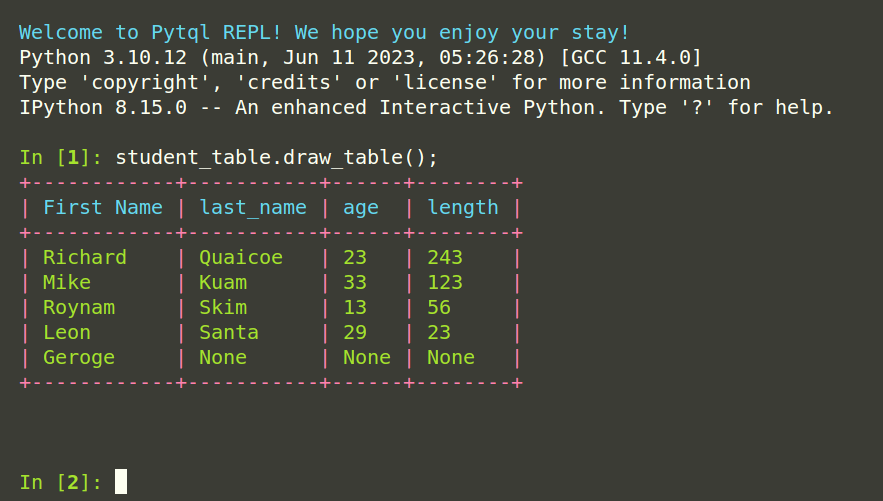 Welcome to Pytql REPL! We hope you enjoy your stay!
Python 3.10.12 (main, Jun 11 2023, 05:26:28) [GCC 11.4.0]
Type 'copyright', 'credits' or 'license' for more information
IPython 8.15.0 -- An enhanced Interactive Python. Type '?' for help.

In [1]: student_table.draw_table();
+------------+-----------+------+--------+
| First Name | last_name | age  | length |
+------------+-----------+------+--------+
| Richard    | Quaicoe   | 23   | 243    |
| Mike       | Kuam      | 33   | 123    |
| Roynam     | Skim      | 13   | 56     |
| Leon       | Santa     | 29   | 23     |
| Geroge     | None      | None | None   |
+------------+-----------+------+--------+

In [2]: